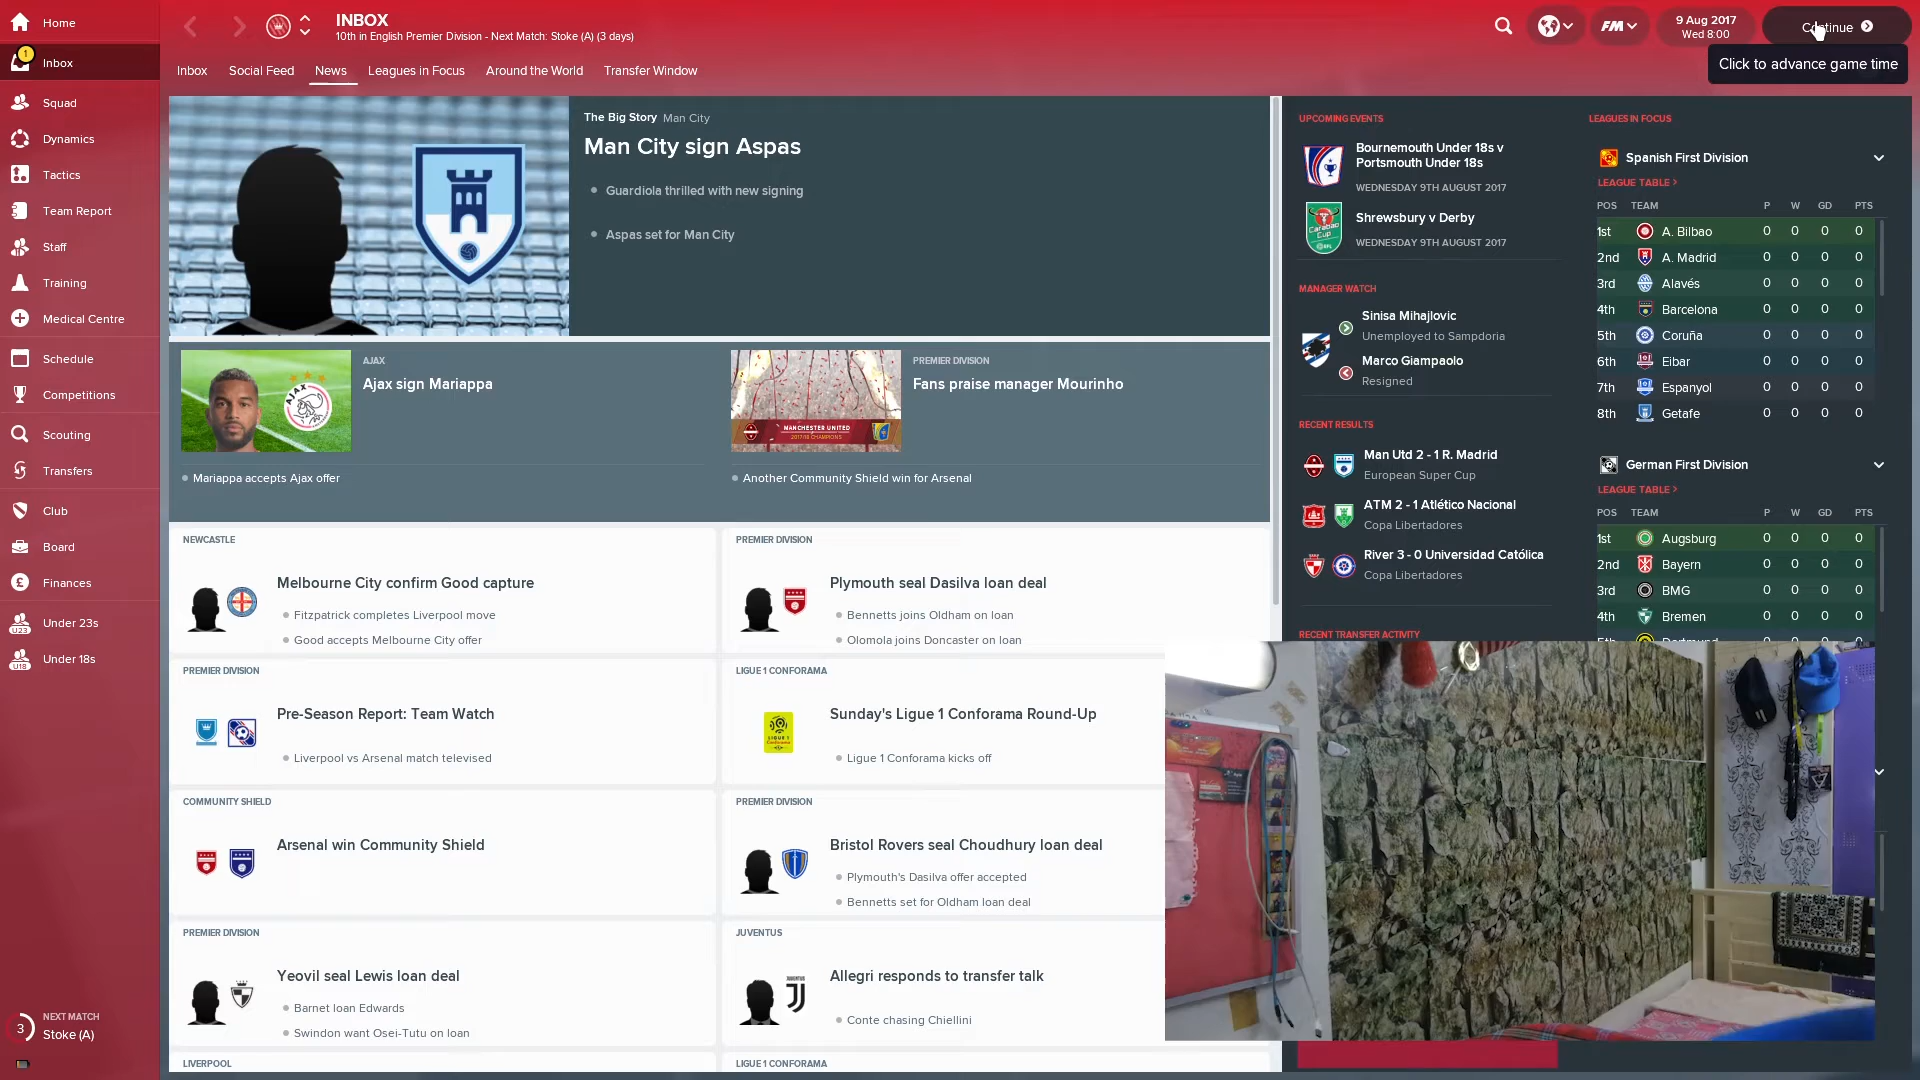 Home
1
Inbox
Squad
Dynamics
Tactics
Team Report
Staff
Training
Medical Centre
Schedule
Competitions
Scouting
Transfers
Club
Board
Finances
U23
Under 23s
U18
Under 18s
3
NEXT MATCH
Stoke (A)
INBOX
10th in English Premier Division - Next Match: Stoke (A) (3 days)
FM
9 Aug 2017
Wed 8:00
Continue
Click to advance game time
Inbox Social Feed News Leagues in Focus Around the World Transfer Window
The Big Story Man City
Man City sign Aspas
Guardiola thrilled with new signing
Aspas set for Man City
AJAX
Ajax sign Mariappa
Mariappa accepts Ajax offer
PREMIER DIVISION
Fans praise manager Mourinho
MANCHESTER UNITED
2017/18 CHAMPIONS
Another Community Shield win for Arsenal
NEWCASTLE
Melbourne City confirm Good capture
Fitzpatrick completes Liverpool move
Good accepts Melbourne City offer
PREMIER DIVISION
Plymouth seal Dasilva loan deal
Bennetts joins Oldham on loan
Olomola joins Doncaster on loan
PREMIER DIVISION
Pre-Season Report: Team Watch
Liverpool vs Arsenal match televised
LIGUE 1 CONFORAMA
Sunday's Ligue 1 Conforama Round-Up
Ligue 1 Conforama kicks off
COMMUNITY SHIELD
Arsenal win Community Shield
PREMIER DIVISION
Bristol Rovers seal Choudhury loan deal
Plymouth's Dasilva offer accepted
Bennetts set for Oldham loan deal
PREMIER DIVISION
Yeovil seal Lewis loan deal
Barnet loan Edwards
Swindon want Osei-Tutu on loan
JUVENTUS
Allegri responds to transfer talk
Conte chasing Chiellini
LIVERPOOL
LIGUE 1 CONFORAMA
UPCOMING EVENTS
Bournemouth Under 18s v
Portsmouth Under 18s
WEDNESDAY 9TH AUGUST 2017
Carabao
Cup
Shrewsbury v Derby
WEDNESDAY 9TH AUGUST 2017
MANAGER WATCH
Sinisa Mihajlovic
Unemployed to Sampdoria
Marco Giampaolo
Resigned
RECENT RESULTS
Man Utd 2 - 1 R. Madrid
European Super Cup
ATM 2 - 1 Atlético Nacional
Copa Libertadores
River 3 - 0 Universidad Católica
Copa Libertadores
RECENT TRANSFER ACTIVITY
LEAGUES IN FOCUS
Spanish First Division
LEAGUE TABLE >
POS TEAM P W GD PTS
1st A. Bilbao 0 0 0 0
2nd A. Madrid 0 0 0 0
3rd Alavés 0 0 0 0
4th Barcelona 0 0 0 0
5th Coruña 0 0 0 0
6th Eibar 0 0 0 0
7th Espanyol 0 0 0 0
8th Getafe 0 0 0 0
German First Division
LEAGUE TABLE >
POS TEAM P W GD PTS
1st Augsburg 0 0 0 0
2nd Bayern 0 0 0 0
3rd BMG 0 0 0 0
4th Bremen 0 0 0 0
5th Dortmund 0 0 0 0